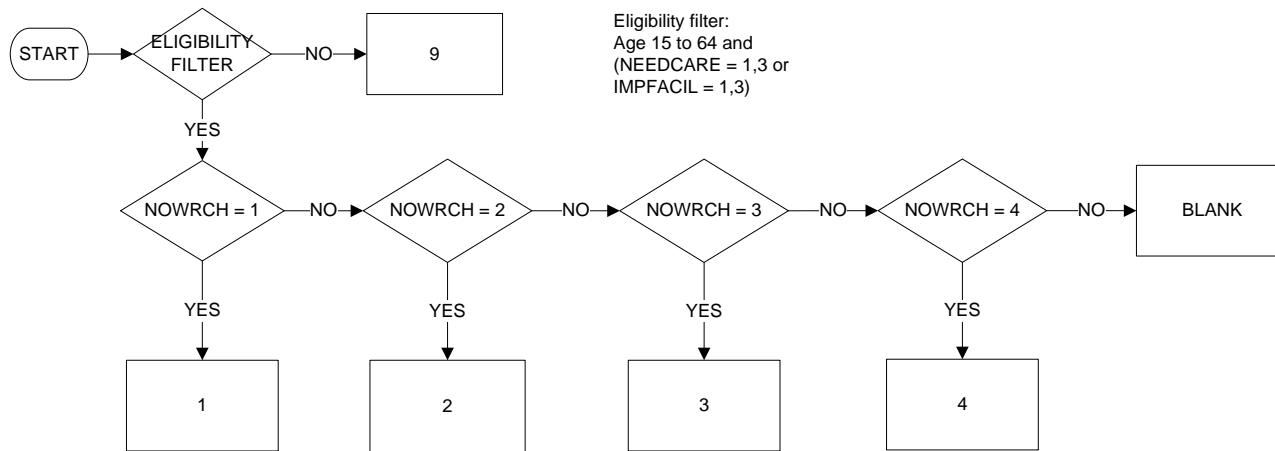 START
ELIGIBILITY
FILTER
NO
9
Eligibility filter:
Age 15 to 64 and
(NEEDCARE = 1,3 or
IMPFACIL = 1,3)
YES
NOWRCH = 1
NO
NOWRCH = 2
NO
NOWRCH = 3
NO
NOWRCH = 4
NO
BLANK
YES
YES
YES
YES
1
2
3
4